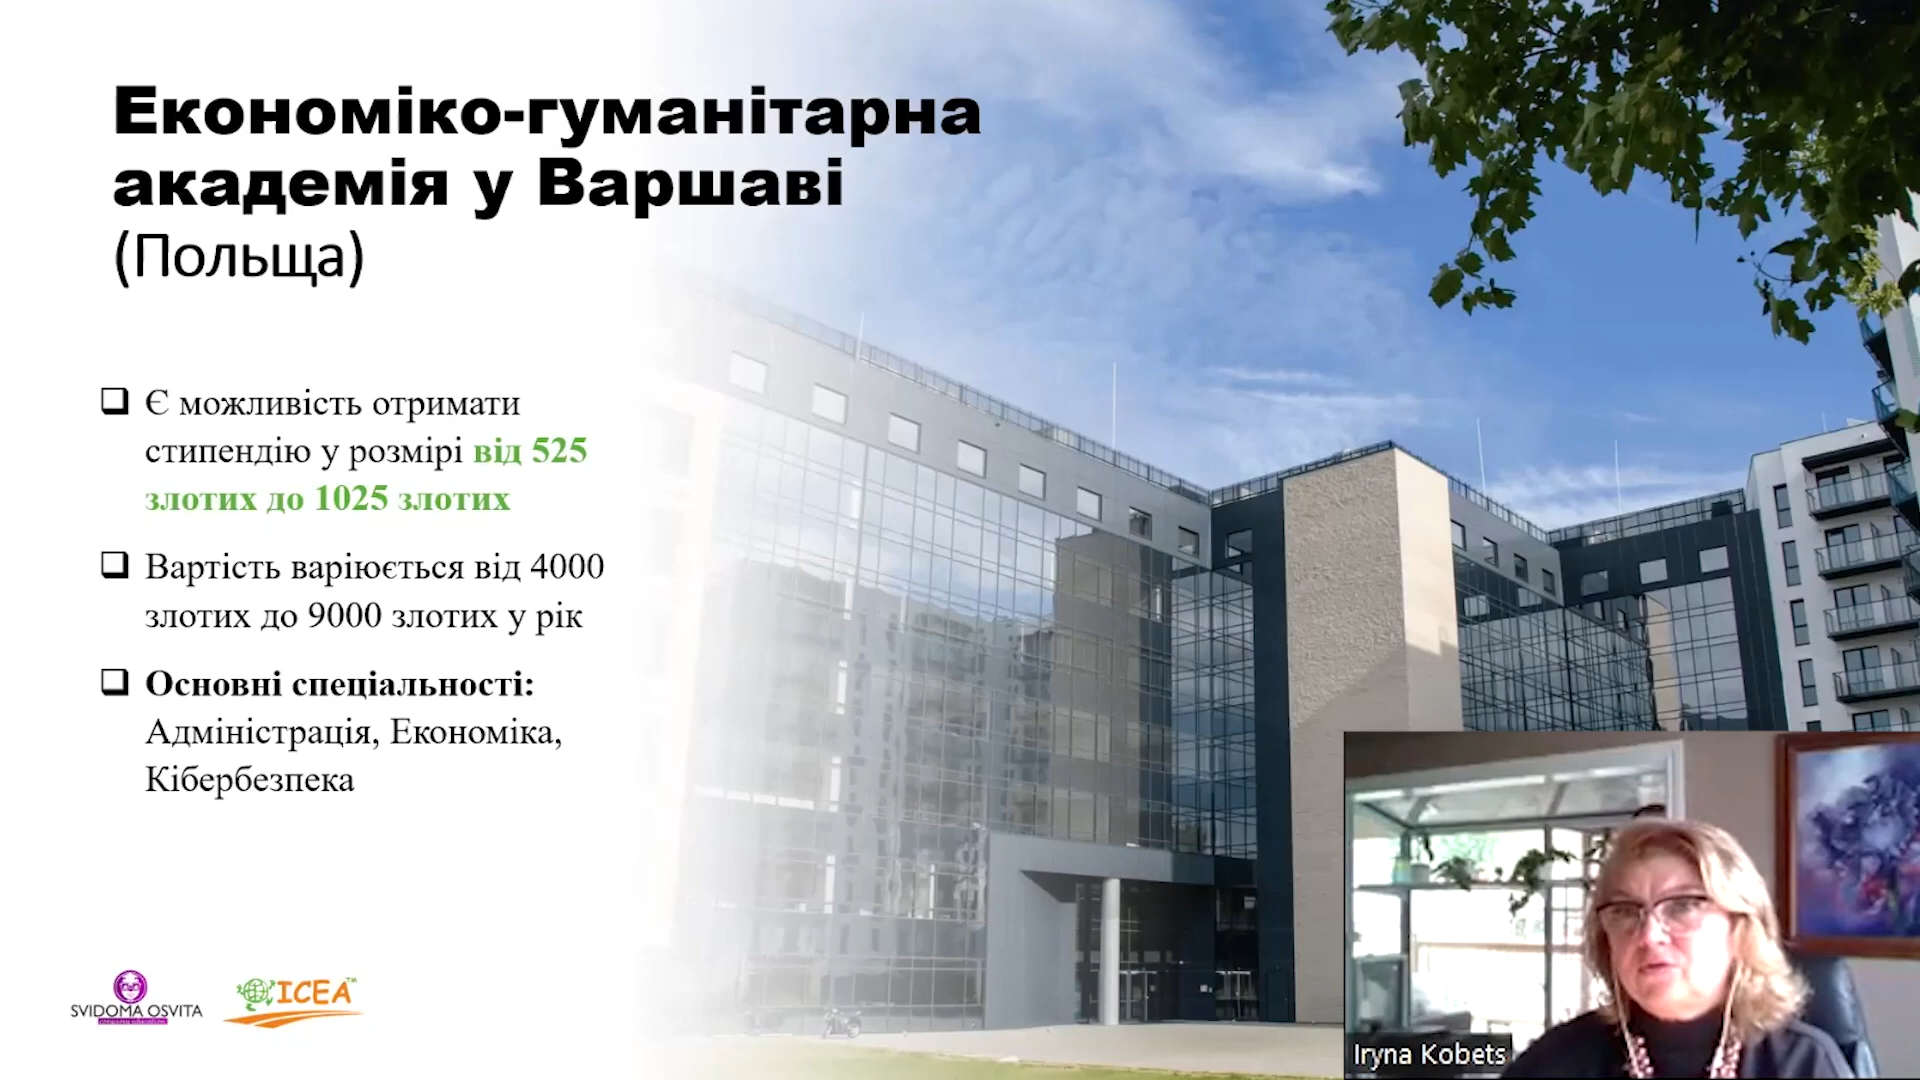 Економіко-гуманітарна
академія у Варшаві
(Польща)
Є можливість отримати
стипендію у розмірі від 525
злотих до 1025 злотих
Вартість варіюється від 4000
злотих до 9000 злотих у рік
Основні спеціальності:
Адміністрація, Економіка,
Кібербезпека
SVIDOMA OSVITA
ICEA™
Iryna Kobets